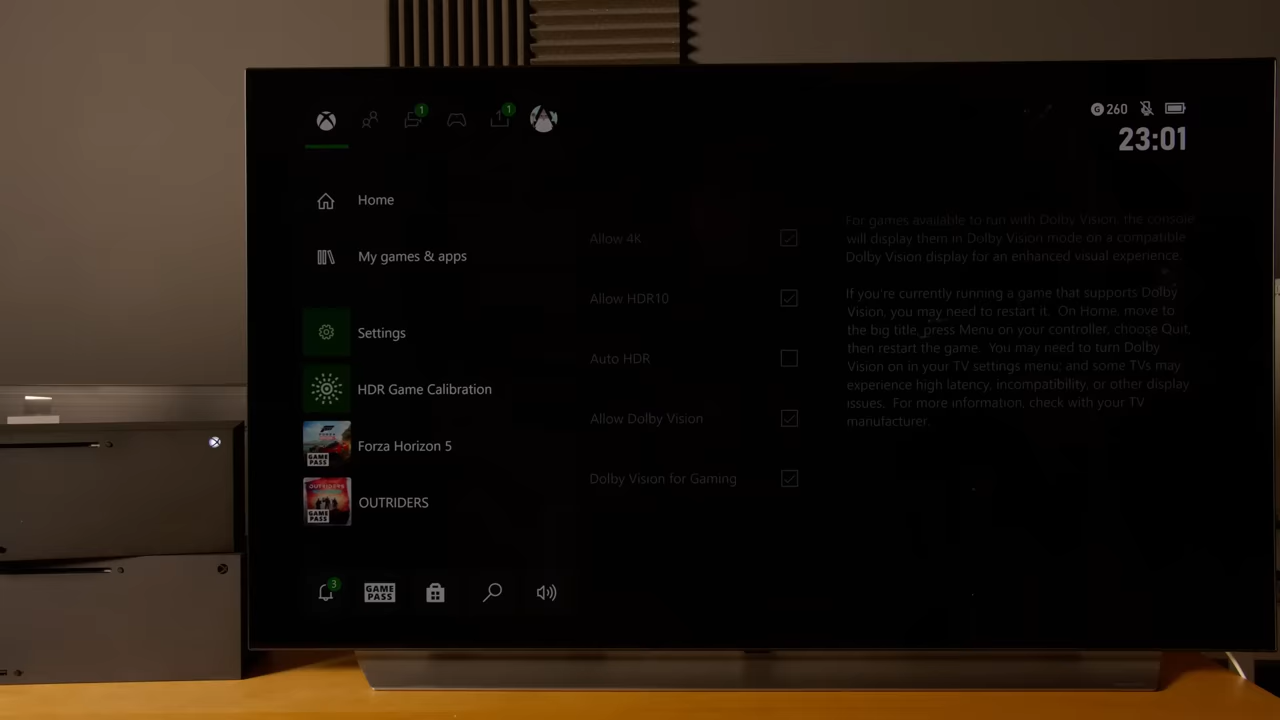 1
1
G 260
23:01
Home
My games & apps
Settings
HDR Game Calibration
Forza Horizon 5
GAME
PASS
OUTRIDERS
OUTRIDERS
GAME
PASS
3
GAME
PASS
Allow 4K
Allow HDR10
Auto HDR
Allow Dolby Vision
Dolby Vision for Gaming
For games available to run with Dolby Vision, the console
will display them in Dolby Vision mode on a compatible
Dolby Vision display for an enhanced visual experience.
If you're currently running a game that supports Dolby
Vision, you may need to restart it. On Home, move to
the big title, press Menu on your controller, choose Quit,
then restart the game. You may need to turn Dolby
Vision on in your TV settings menu; and some TVs may
experience high latency, incompatibility, or other display
issues. For more information, check with your TV
manufacturer.